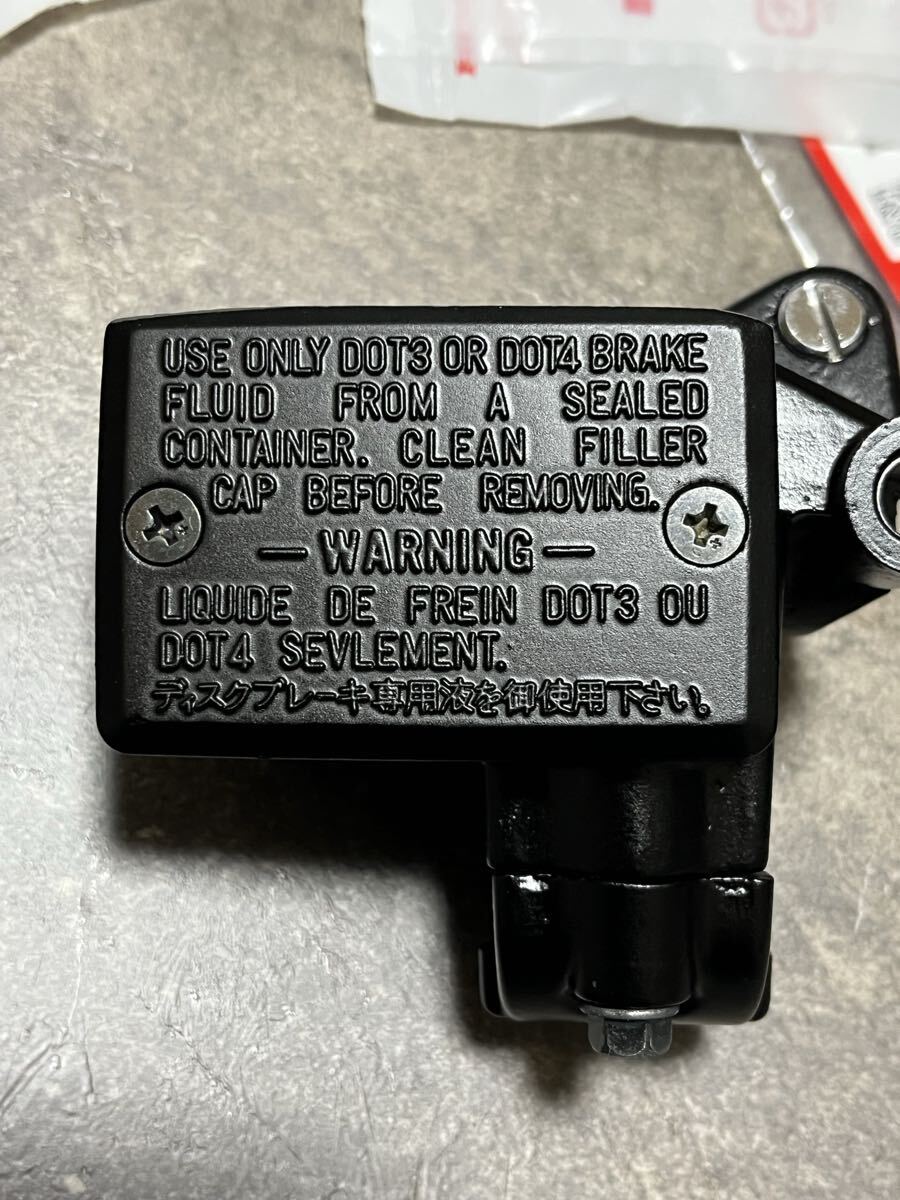 USE ONLY DOT3 OR DOT4 BRAKE
FLUID FROM A SEALED
CONTAINER. CLEAN FILLER
CAP BEFORE REMOVING.
— WARNING —
LIQUIDE DE FREIN DOT3 OU
DOT4 SEVLEMENT.
ディスクブレーキ専用液を御使用下さい。